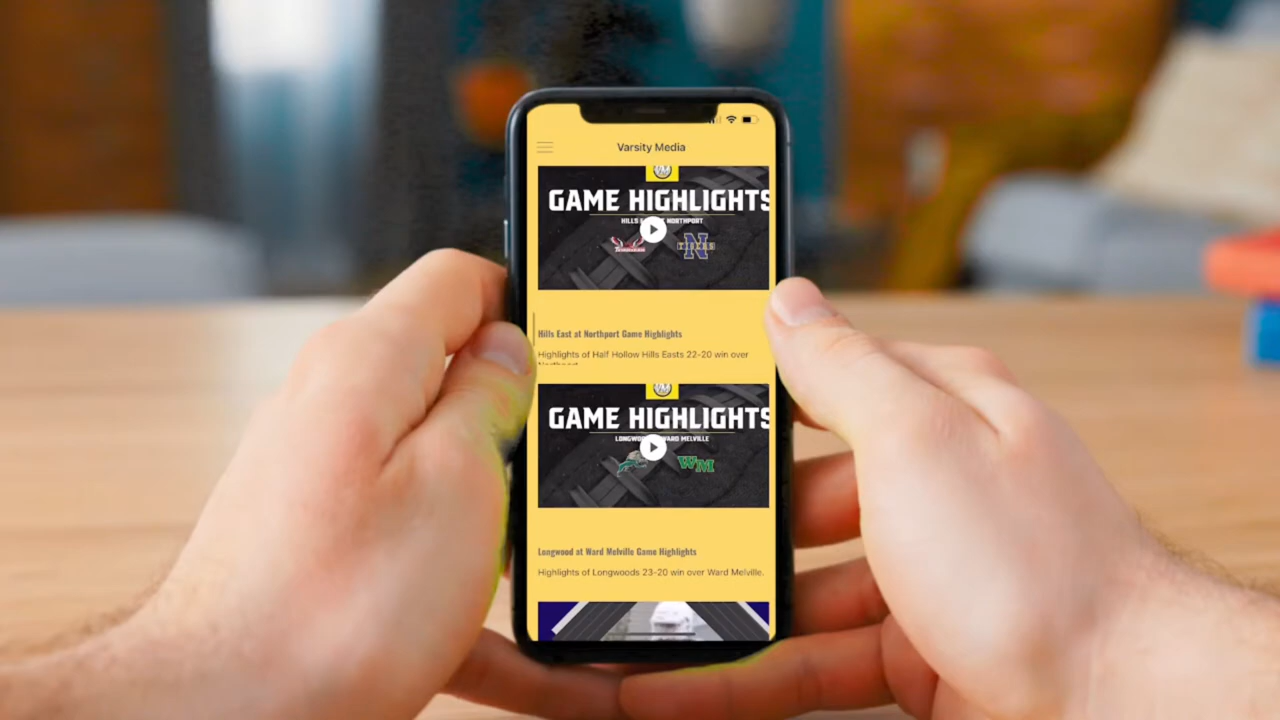 Varsity Media
GAME HIGHLIGHTS
HILLS NORTHPORT
N
Hills East at Northport Game Highlights
Highlights of Half Hollow Hills Easts 22-20 win over
Northport.
GAME HIGHLIGHTS
WARD MELVILLE
WM
Longwood at Ward Melville Game Highlights
Highlights of Longwoods 23-20 win over Ward Melville.